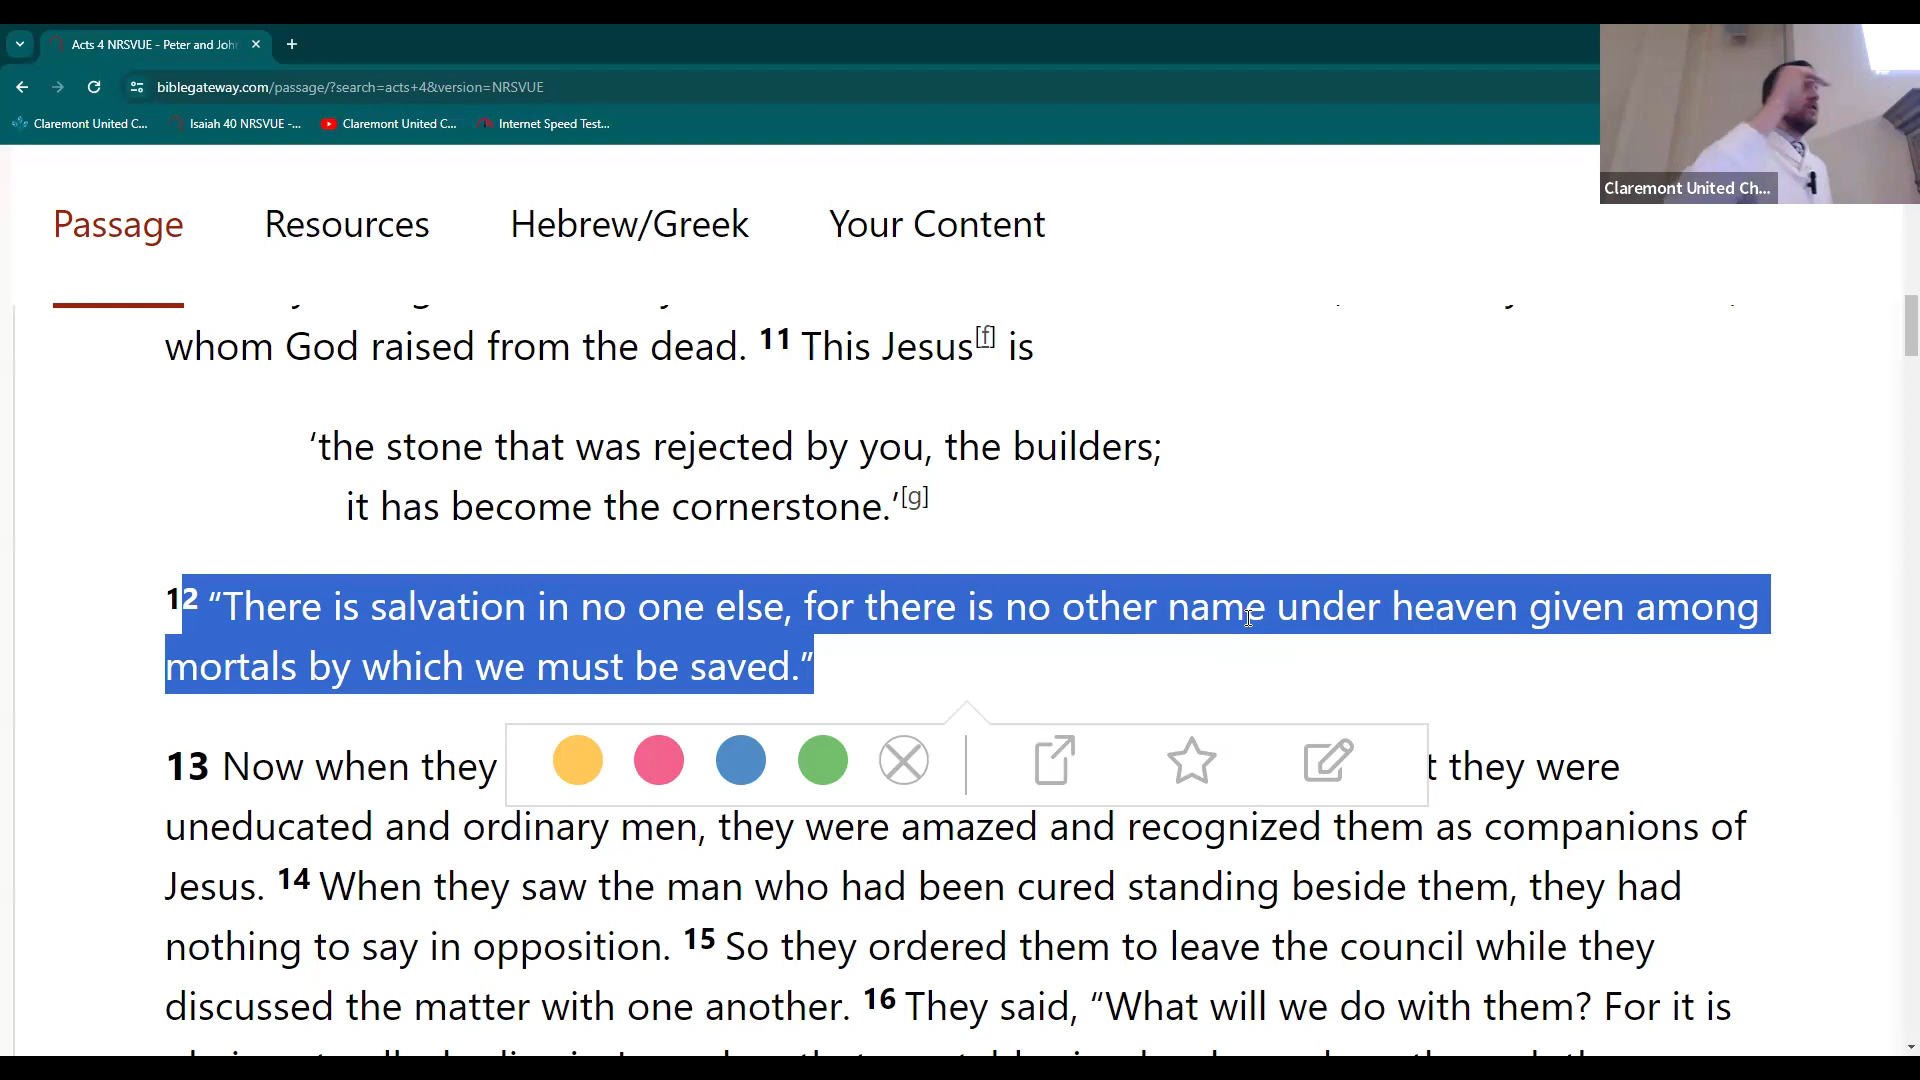 Acts 4 NRSVUE - Peter and Joh
biblegateway.com/passage/?search=acts+4&version=NRSVUE
Claremont United C... Isaiah 40 NRSVUE -... Claremont United C... Internet Speed Test...
Claremont United Ch...
Passage Resources Hebrew/Greek Your Content
whom God raised from the dead. 11 This Jesus[f] is
‘the stone that was rejected by you, the builders;
it has become the cornerstone.’[g]
12 “There is salvation in no one else, for there is no other name under heaven given among
mortals by which we must be saved.”
13 Now when they t they were
uneducated and ordinary men, they were amazed and recognized them as companions of
Jesus. 14 When they saw the man who had been cured standing beside them, they had
nothing to say in opposition. 15 So they ordered them to leave the council while they
discussed the matter with one another. 16 They said, “What will we do with them? For it is